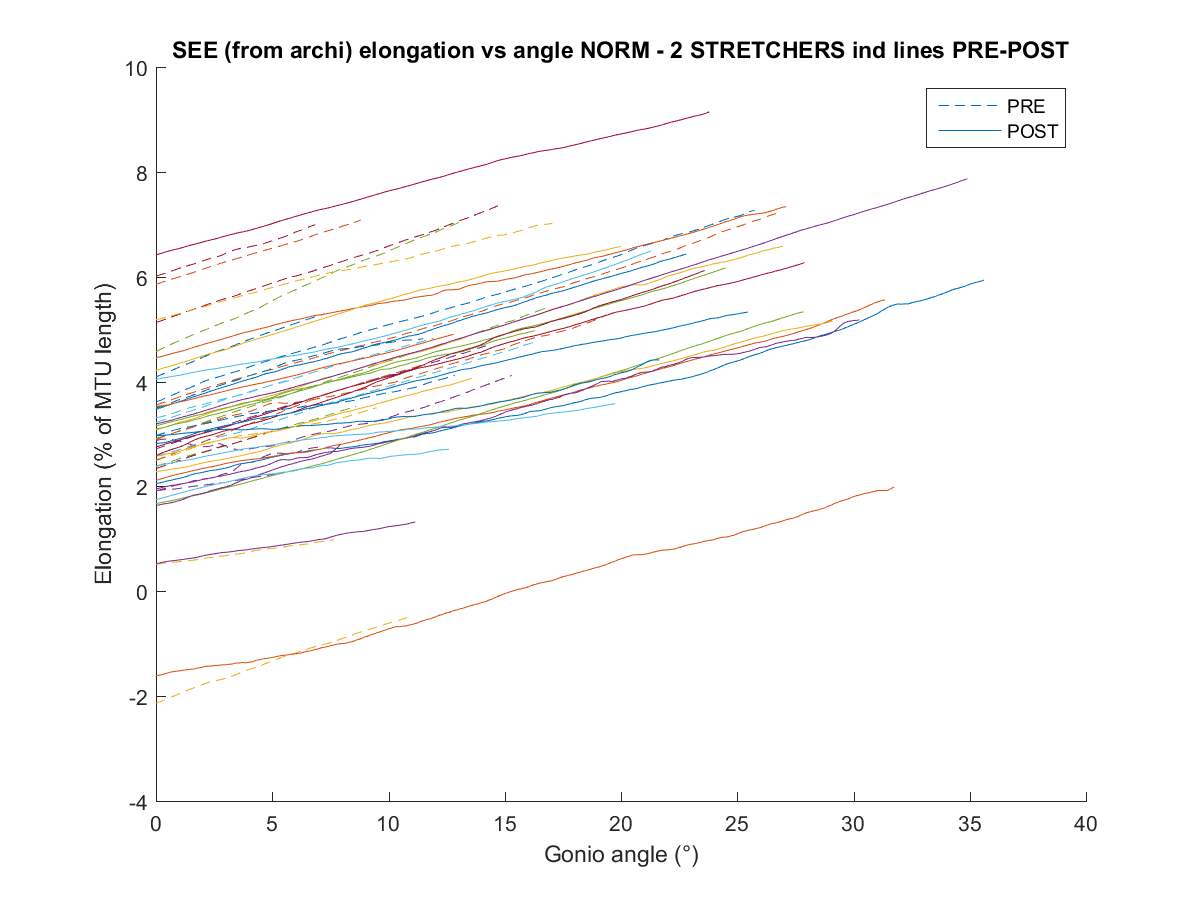 SEE (from archi) elongation vs angle NORM - 2 STRETCHERS ind lines PRE-POST
10
8
6
4
2
0
-2
-4
Elongation (% of MTU length)
PRE
POST
0 5 10 15 20 25 30 35 40
Gonio angle (°)